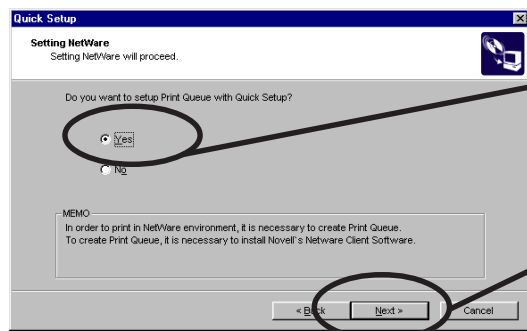 Quick Setup
Setting NetWare
Setting NetWare will proceed.
Do you want to setup Print Queue with Quick Setup?
Yes
No
MEMO
In order to print in NetWare environment, it is necessary to create Print Queue.
To create Print Queue, it is necessary to install Novell's Netware Client Software.
« Back
Next »
Cancel